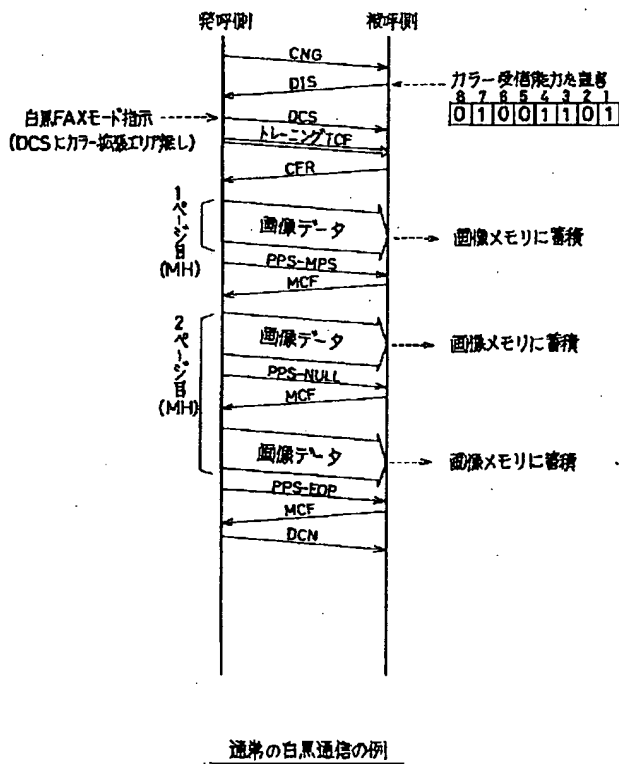 発呼側
被呼側
CNG
DIS
カラー受信能力を宣言
8 7 6 5 4 3 2 1
0 1 0 0 1 1 0 1
白黒FAXモード指示
(DCSにカラー拡張エリア無し)
DCS
トレーニングTCF
CFR
1ページ目(MH)
画像データ
画像メモリに蓄積
PPS-MPS
MCF
2ページ目(MH)
画像データ
画像メモリに蓄積
PPS-NULL
MCF
画像データ
画像メモリに蓄積
PPS-EOP
MCF
DCN
通常の白黒通信の例